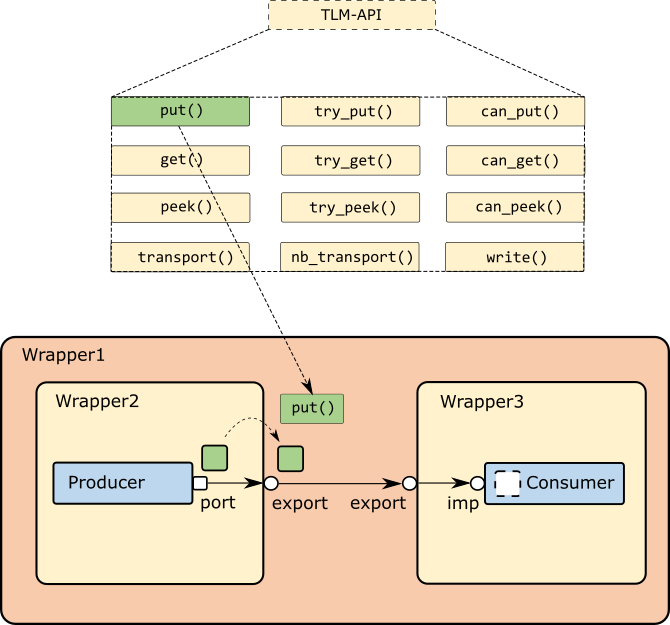 TLM-API
put() try_put() can_put()
get() try_get() can_get()
peek() try_peek() can_peek()
transport() nb_transport() write()
Wrapper1
Wrapper2
put()
Wrapper3
Producer
Consumer
port
export
export
imp